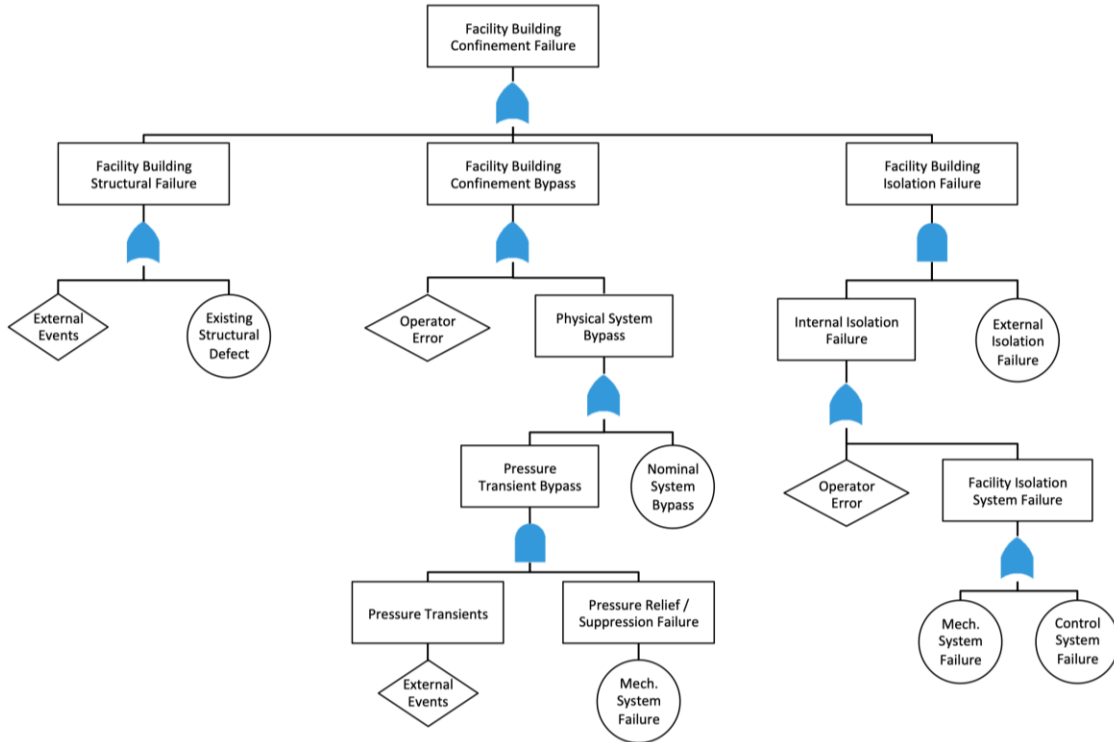 Facility Building
Confinement Failure
Facility Building
Structural Failure
Facility Building
Confinement Bypass
Facility Building
Isolation Failure
External
Events
Existing
Structural
Defect
Operator
Error
Physical System
Bypass
Internal Isolation
Failure
External
Isolation
Failure
Pressure
Transient Bypass
Nominal
System
Bypass
Operator
Error
Facility Isolation
System Failure
Pressure Transients
Pressure Relief /
Suppression Failure
Mech.
System
Failure
Control
System
Failure
External
Events
Mech.
System
Failure